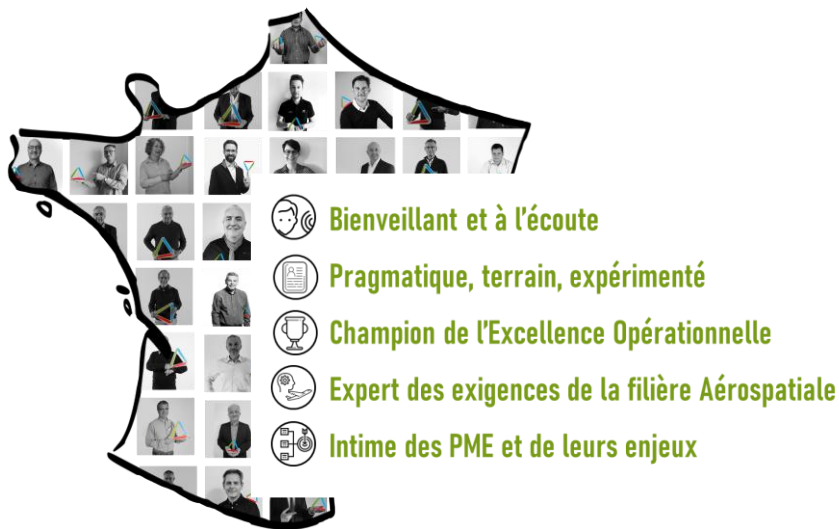 Bienveillant et à l'écoute
Pragmatique, terrain, expérimenté
Champion de l'Excellence Opérationnelle
Expert des exigences de la filière Aérospatiale
Intime des PME et de leurs enjeux